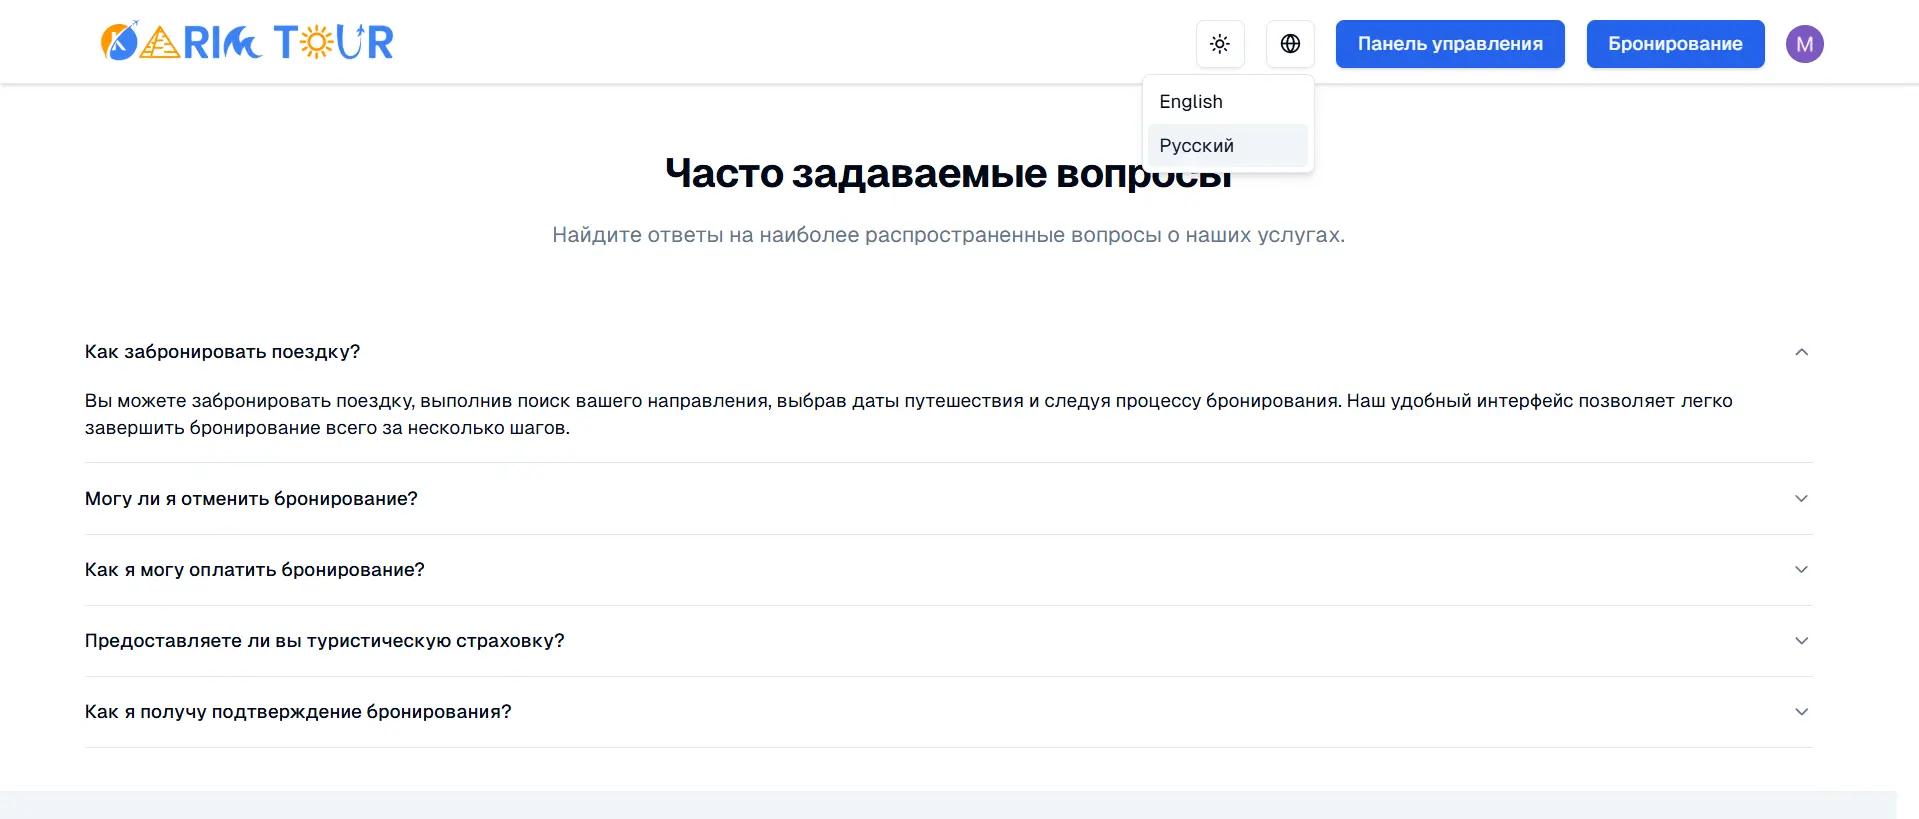 KARIM TOUR
Панель управления
Бронирование
M
English
Русский
Часто задаваемые вопросы
Найдите ответы на наиболее распространенные вопросы о наших услугах.
Как забронировать поездку?
Вы можете забронировать поездку, выполнив поиск вашего направления, выбрав даты путешествия и следуя процессу бронирования. Наш удобный интерфейс позволяет легко
завершить бронирование всего за несколько шагов.
Могу ли я отменить бронирование?
Как я могу оплатить бронирование?
Предоставляете ли вы туристическую страховку?
Как я получу подтверждение бронирования?